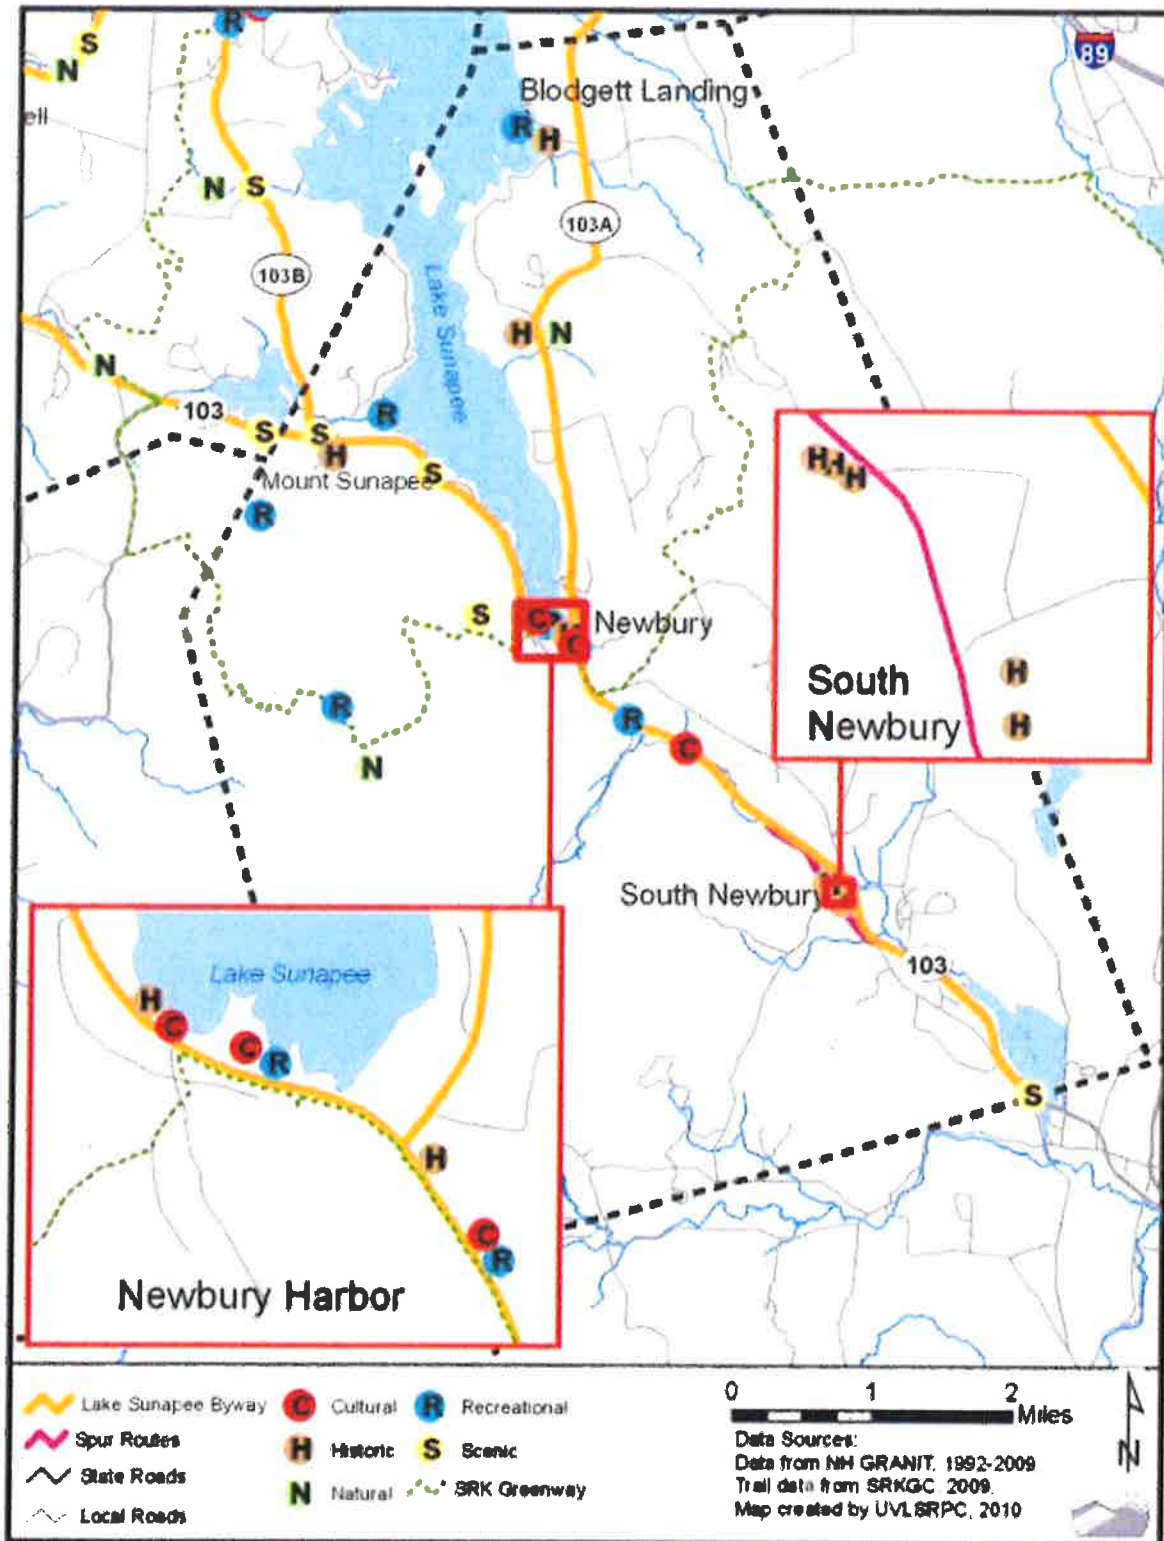 R
S
N
ell
89
Blodgett Landing
R
H
N
S
103A
103B
Lake Sunapee
H
N
N
103
R
S
S
H
S
Mount Sunapee
R
H
H
H
S
C
C
Newbury
H
South
Newbury
H
R
N
R
C
South Newbury
103
S
Lake Sunapee
H
C
C
R
H
C
R
Newbury Harbor
Lake Sunapee Byway
C Cultural
R Recreational
Spur Routes
H Historic
S Scenic
State Roads
N Natural
SRK Greenway
Local Roads
0 1 2
Miles
Data Sources:
Data from NH GRANIT, 1992-2009
Trail data from SRKGC, 2009.
Map created by UVLSRPC, 2010
N